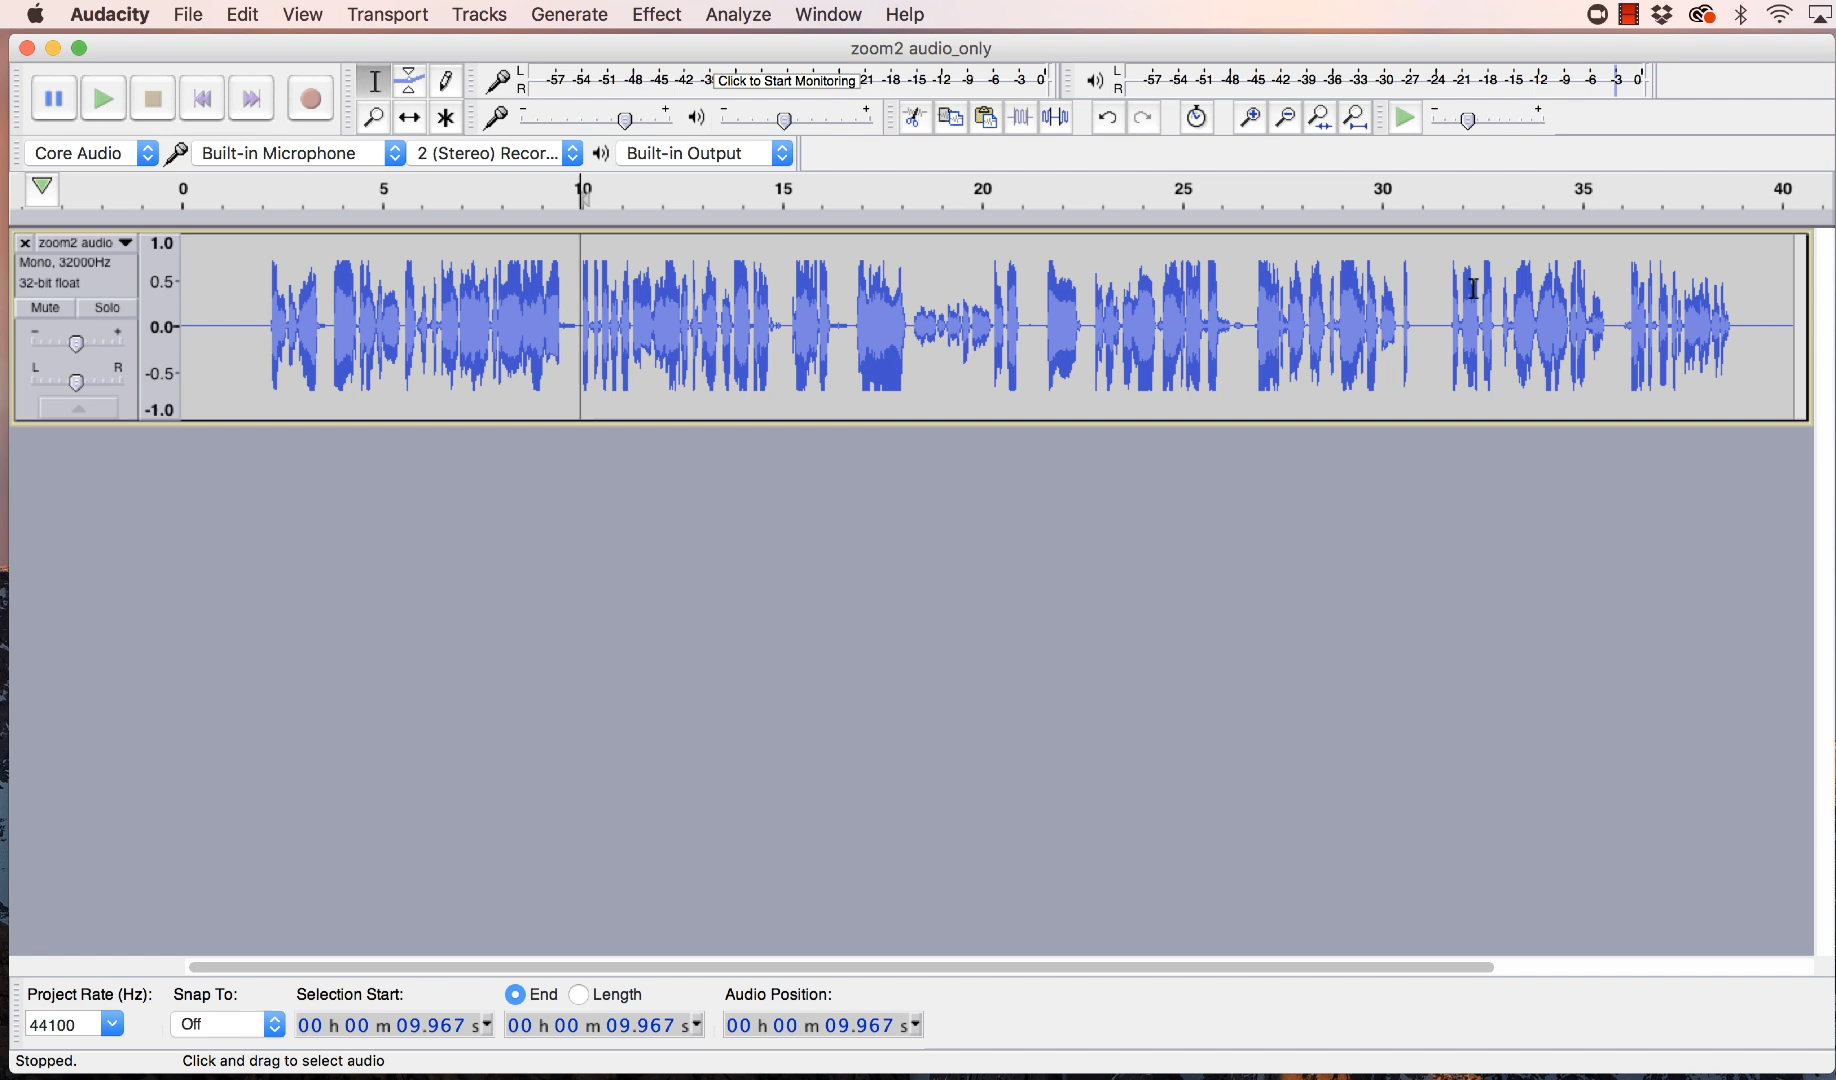 Audacity File Edit View Transport Tracks Generate Effect Analyze Window Help
zoom2 audio_only
L R -57 -54 -51 -48 -45 -42 Click to Start Monitoring 21 -18 -15 -12 -9 -6 -3 0
L R -57 -54 -51 -48 -45 -42 -39 -36 -33 -30 -27 -24 -21 -18 -15 -12 -9 -6 -3 0
- + - + - +
Core Audio Built-in Microphone 2 (Stereo) Recor... Built-in Output
0 5 10 15 20 25 30 35 40
x zoom2 audio 1.0
Mono, 32000Hz
32-bit float 0.5-
Mute Solo
- + 0.0-
L R -0.5-
-1.0
Project Rate (Hz): Snap To: Selection Start: End Length Audio Position:
44100 Off 00 h 00 m 09.967 s 00 h 00 m 09.967 s 00 h 00 m 09.967 s
Stopped. Click and drag to select audio